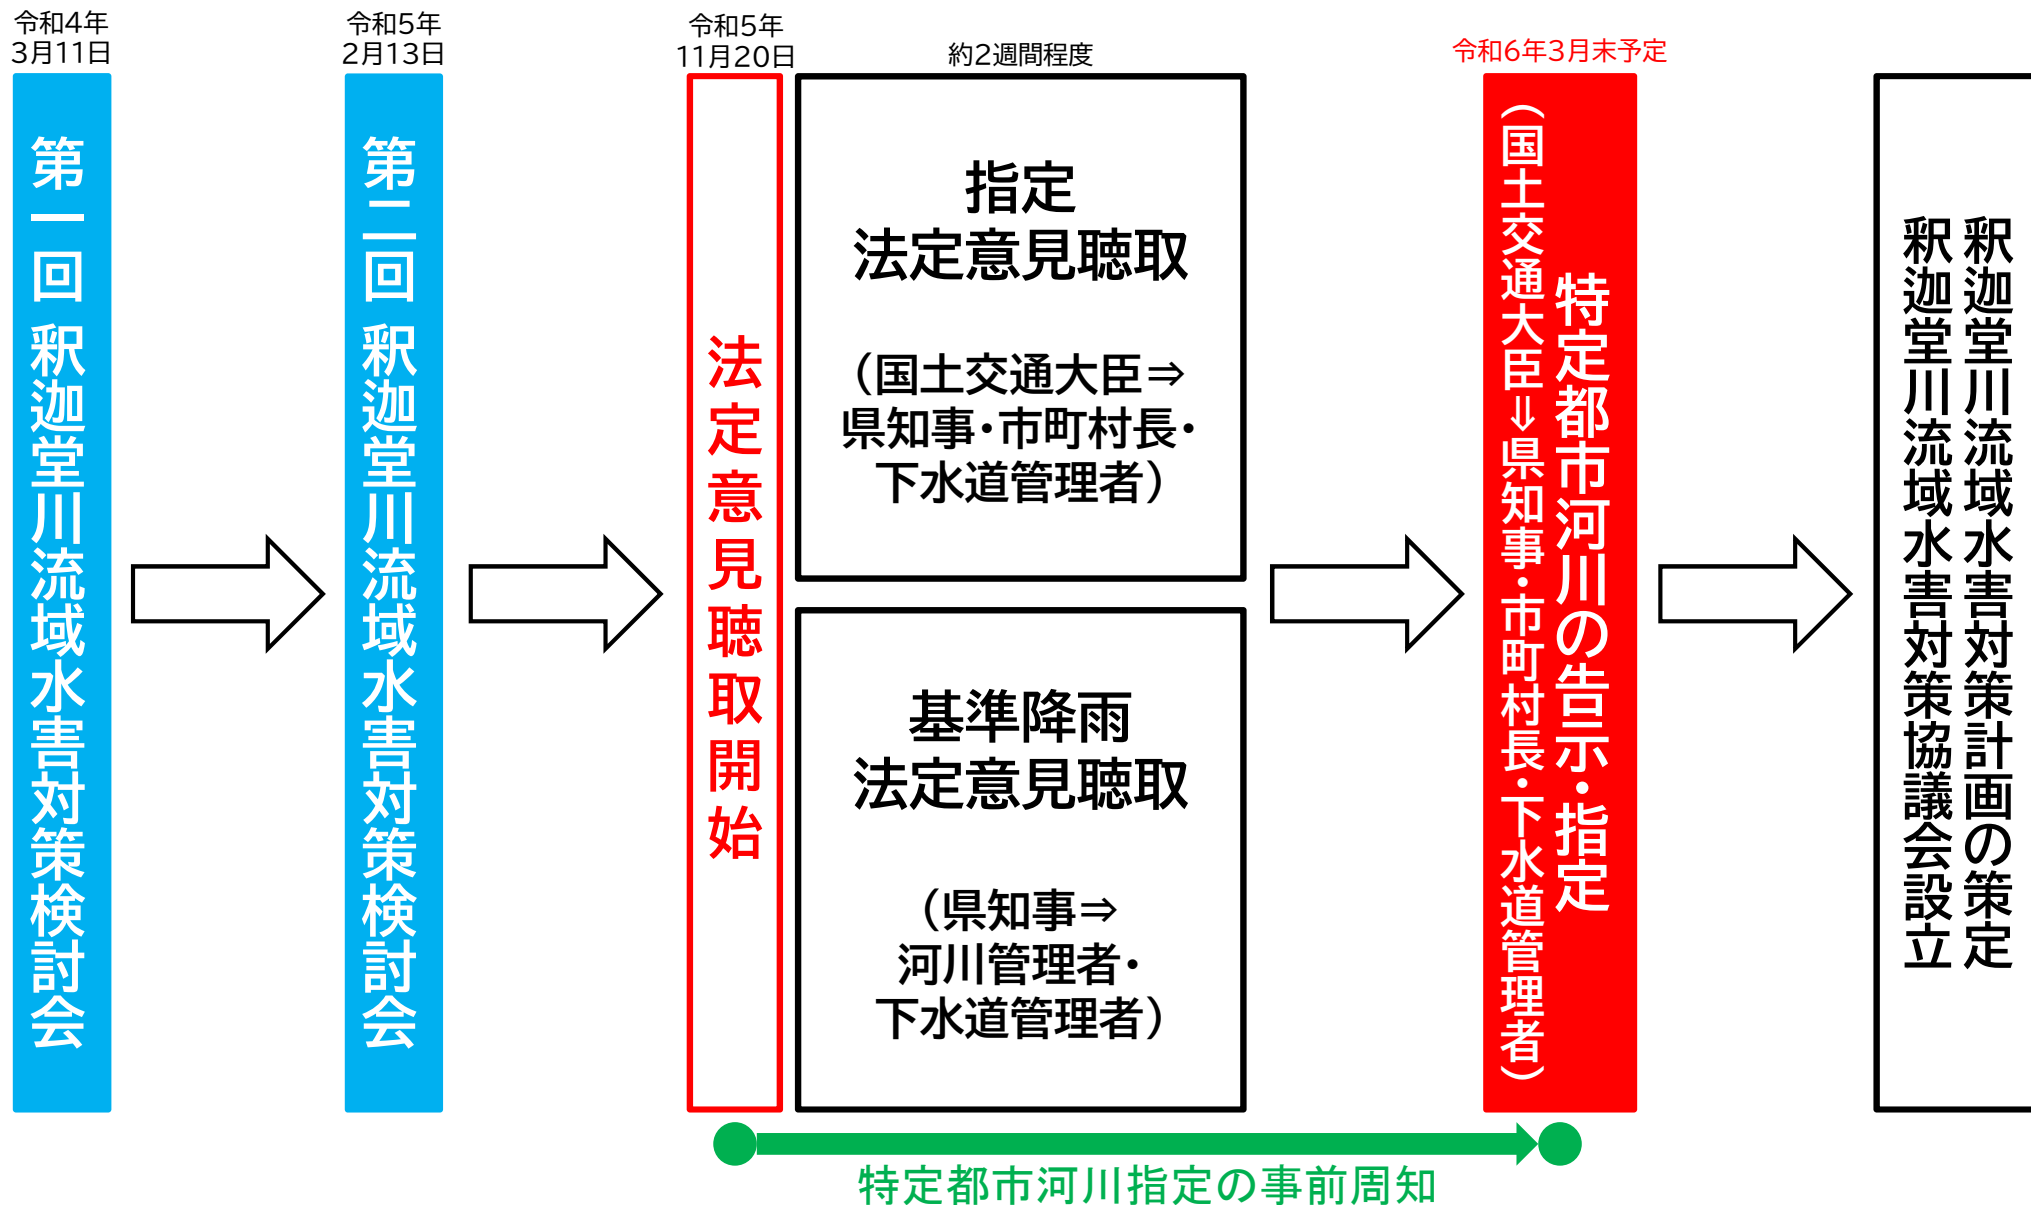 令和4年
3月11日
第一回 釈迦堂川流域水害対策検討会
令和5年
2月13日
第二回 釈迦堂川流域水害対策検討会
令和5年
11月20日
法定意見聴取開始
約2週間程度
指定
法定意見聴取
（国土交通大臣⇒
県知事・市町村長・
下水道管理者）
基準降雨
法定意見聴取
（県知事⇒
河川管理者・
下水道管理者）
令和6年3月末予定
特定都市河川の告示・指定
（国土交通大臣⇒県知事・市町村長・下水道管理者）
釈迦堂川流域水害対策計画の策定
釈迦堂川流域水害対策協議会設立
特定都市河川指定の事前周知